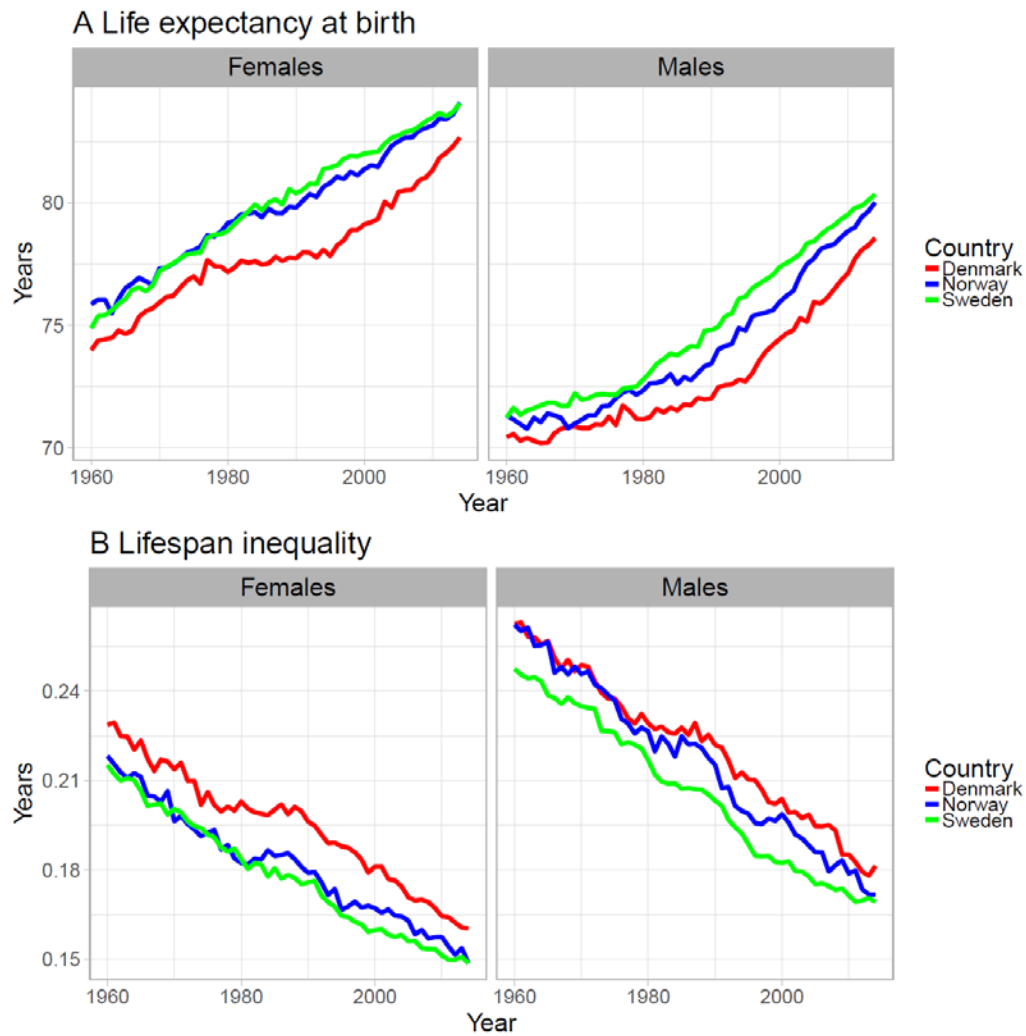 A Life expectancy at birth
Females
Males
80
75
70
Years
1960
1980
2000
1960
1980
2000
Year
Country
Denmark
Norway
Sweden
B Lifespan inequality
Females
Males
0.24
0.21
0.18
0.15
Years
1960
1980
2000
1960
1980
2000
Year
Country
Denmark
Norway
Sweden